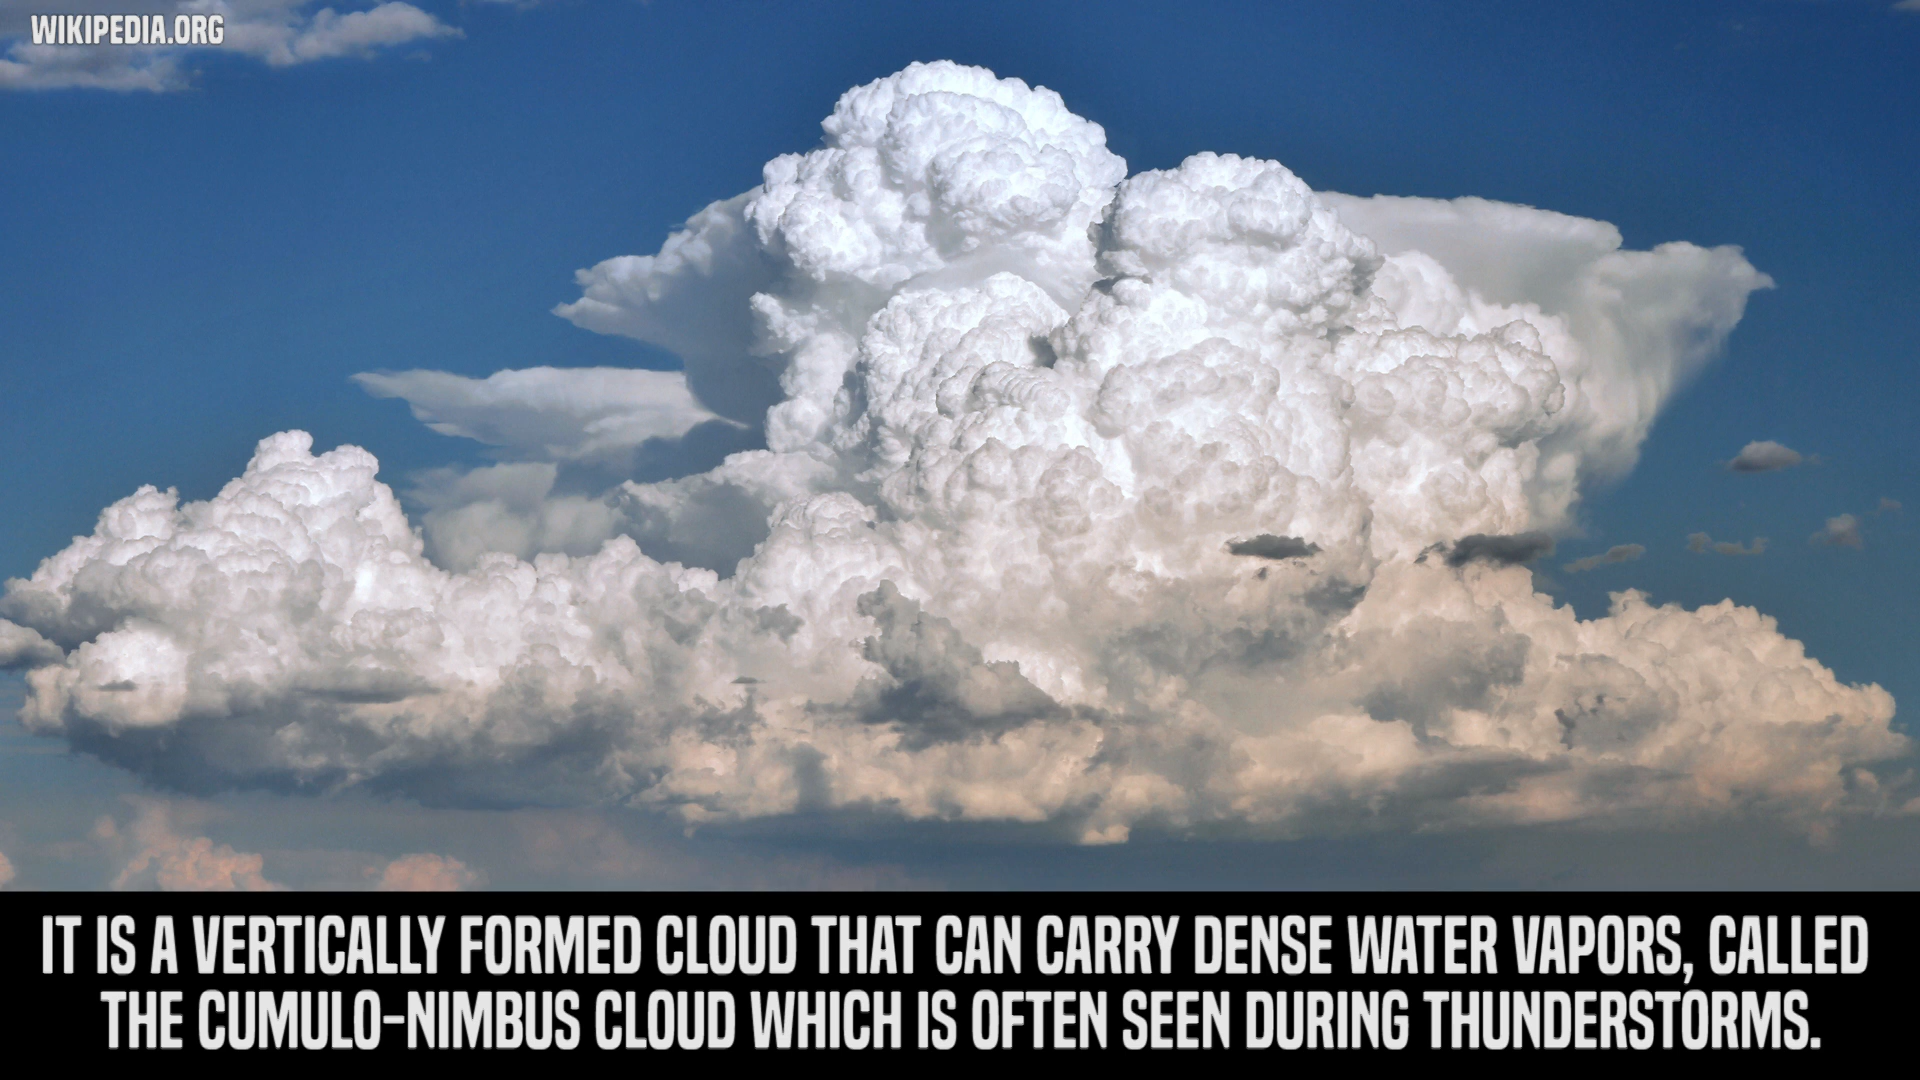 WIKIPEDIA.ORG
IT IS A VERTICALLY FORMED CLOUD THAT CAN CARRY DENSE WATER VAPORS, CALLED
THE CUMULO-NIMBUS CLOUD WHICH IS OFTEN SEEN DURING THUNDERSTORMS.